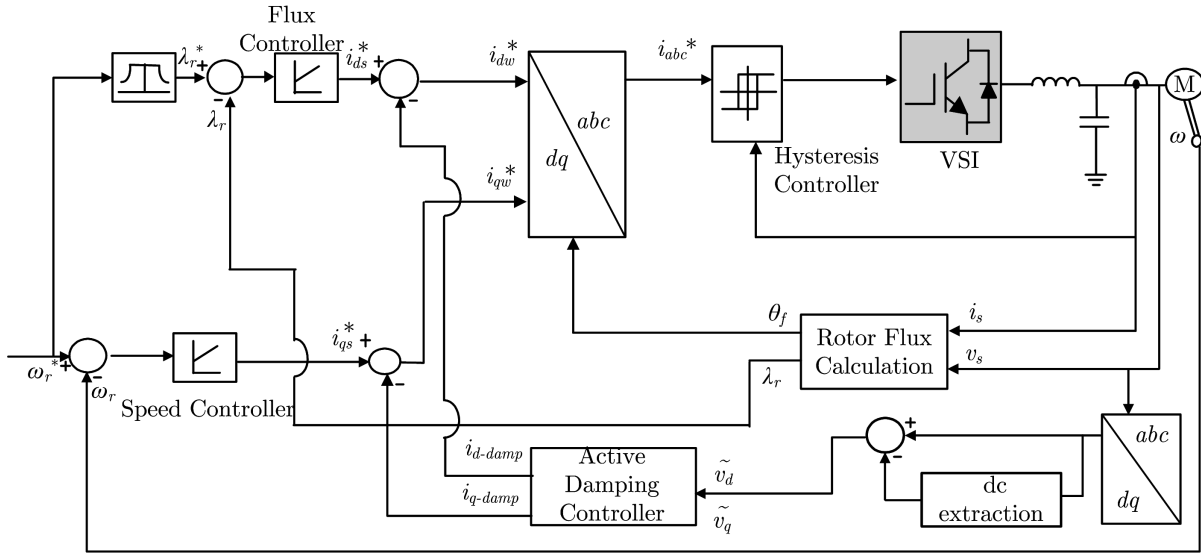 Flux
Controller
λr*
+
-
λr
ids*
+
-
idw*
iqw*
abc
dq
iabc*
Hysteresis
Controller
VSI
M
ω
ωr*
+
-
ωr
Speed Controller
iqs*
+
-
θf
λr
Rotor Flux
Calculation
is
vs
id-damp
iq-damp
Active
Damping
Controller
ṽd
ṽq
+
-
dc
extraction
abc
dq